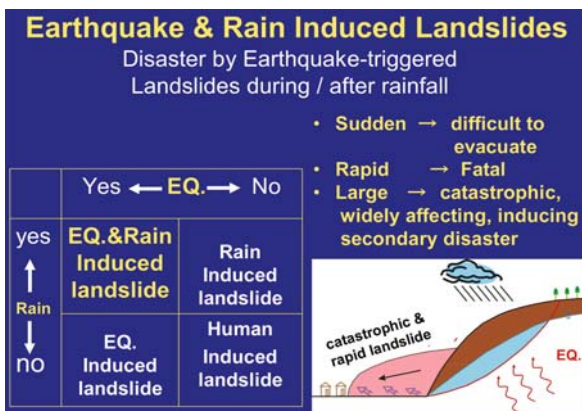 Earthquake & Rain Induced Landslides
Disaster by Earthquake-triggered
Landslides during / after rainfall
• Sudden → difficult to
evacuate
• Rapid → Fatal
• Large → catastrophic,
widely affecting, inducing
secondary disaster
Yes ← EQ. → No
yes
Rain
no
EQ.&Rain
Induced
landslide
Rain
Induced
landslide
EQ.
Induced
landslide
Human
Induced
landslide
catastrophic &
rapid landslide
EQ.